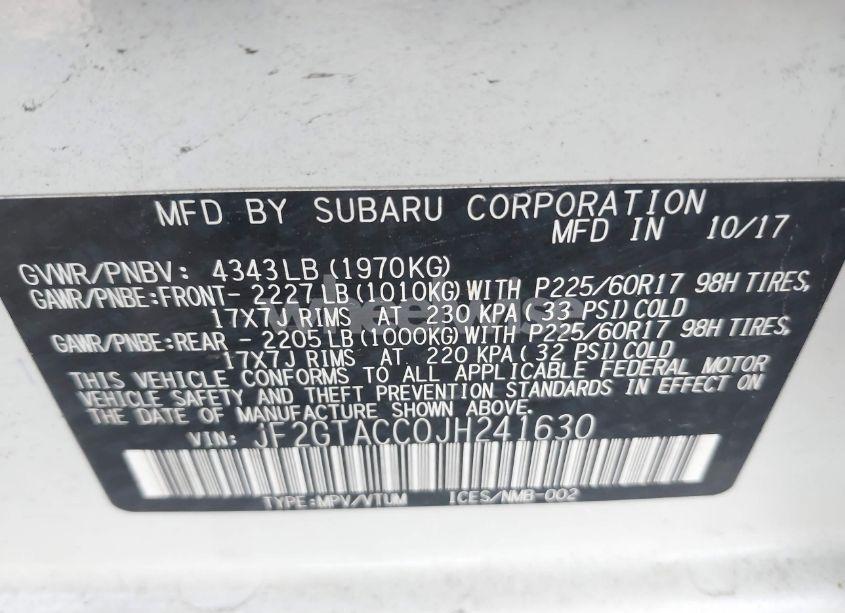 MFD BY SUBARU CORPORATION
MFD IN 10/17
GVWR/PNBV: 4343LB (1970KG)
GAWR/PNBE:FRONT- 2227 LB (1010KG) WITH P225/60R17 98H TIRES,
17X7J RIMS AT 230 KPA (33 PSI) COLD
GAWR/PNBE:REAR - 2205 LB (1000KG) WITH P225/60R17 98H TIRES,
17X7J RIMS AT 220 KPA (32 PSI) COLD
THIS VEHICLE CONFORMS TO ALL APPLICABLE FEDERAL MOTOR
VEHICLE SAFETY AND THEFT PREVENTION STANDARDS IN EFFECT ON
THE DATE OF MANUFACTURE SHOWN ABOVE.
VIN: JF2GTACC0JH241630
TYPE:MPV/VTUM ICES/NMB-002